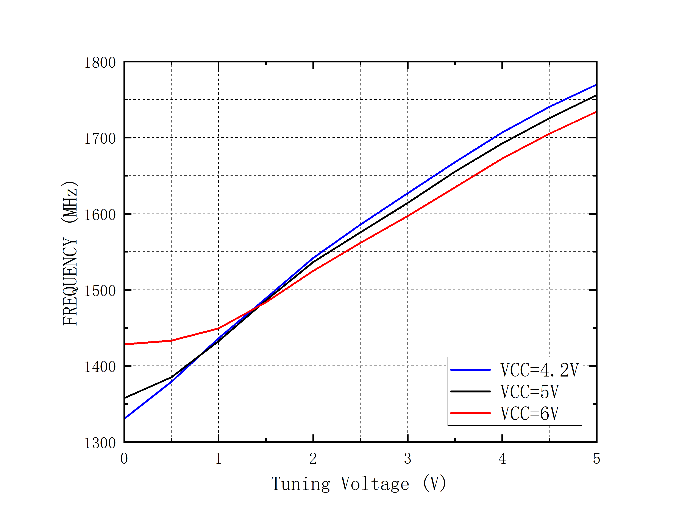 1800
1700
1600
1500
1400
1300
FREQUENCY (MHz)
VCC=4.2V
VCC=5V
VCC=6V
0 1 2 3 4 5
Tuning Voltage (V)